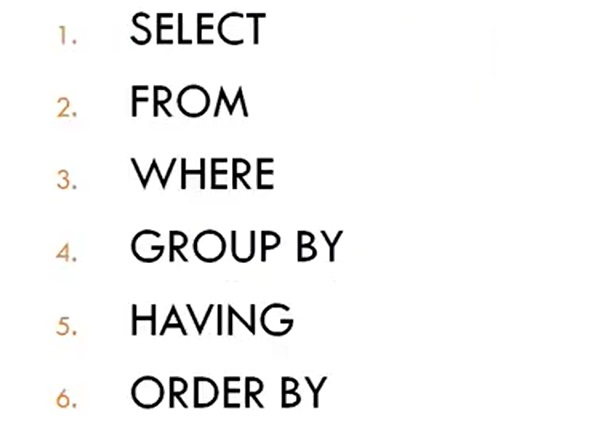 1. SELECT
2. FROM
3. WHERE
4. GROUP BY
5. HAVING
6. ORDER BY